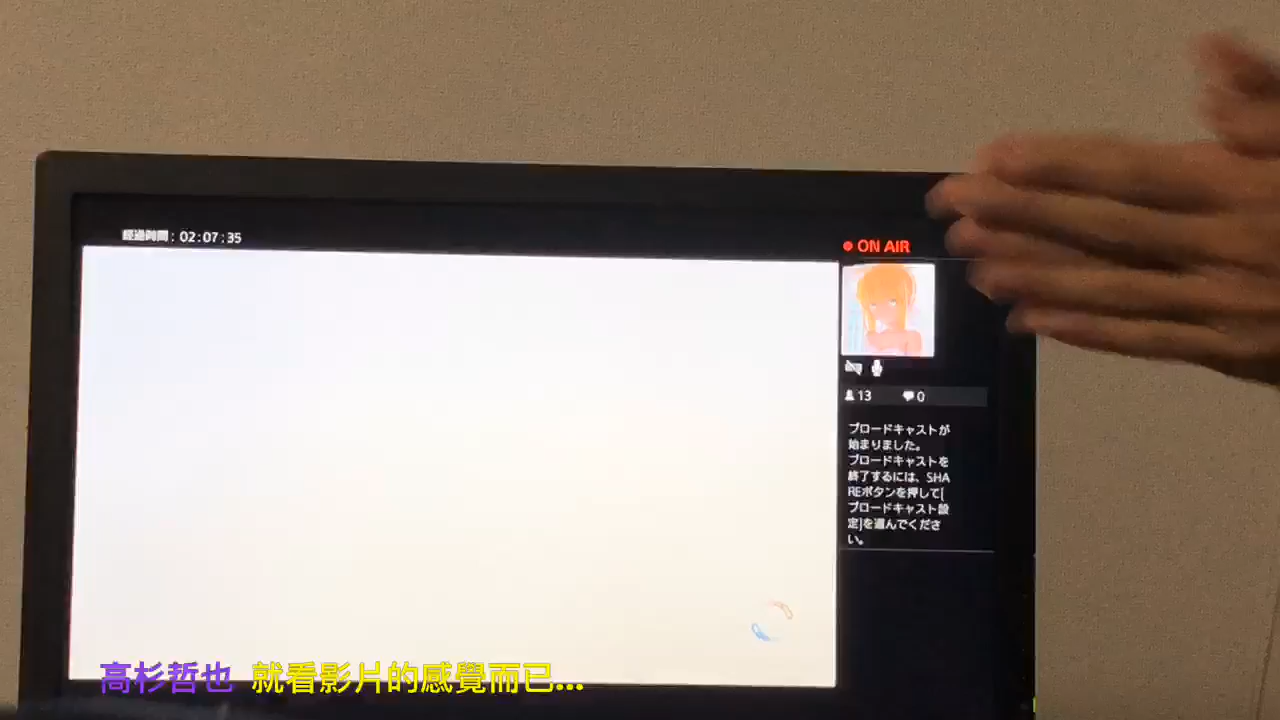 経過時間：02:07:35
ON AIR
13 0
ブロードキャストが
始まりました。
ブロードキャストを
終了するには、SHA
REボタンを押して[
ブロードキャスト設
定]を選んでくださ
い。
高杉哲也 就看影片的感覺而已...